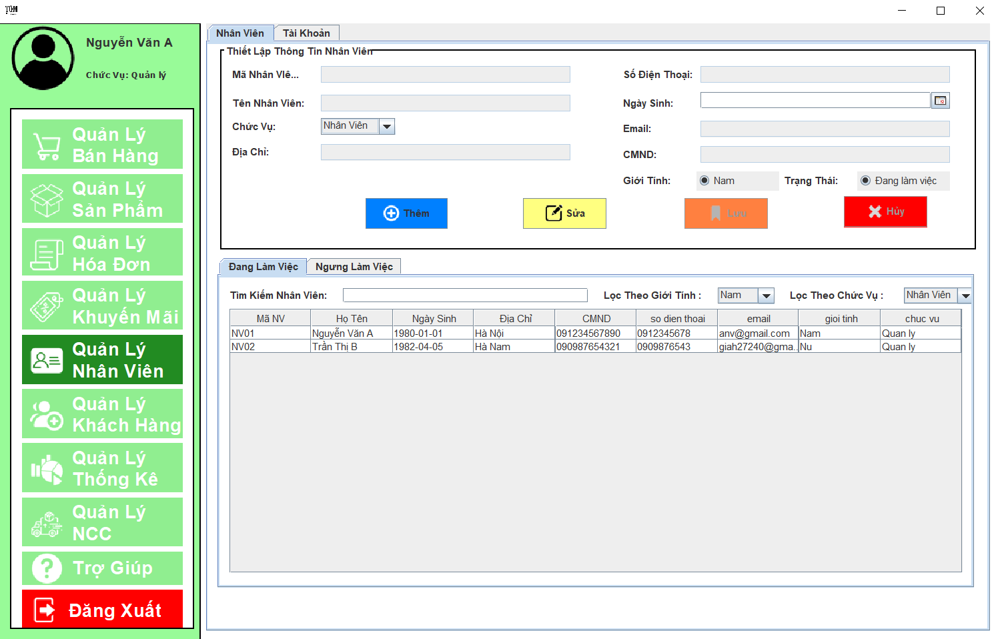 TQM
Nguyễn Văn A
Chức Vụ: Quản lý
Quản Lý
Bán Hàng
Quản Lý
Sản Phẩm
Quản Lý
Hóa Đơn
Quản Lý
Khuyến Mãi
Quản Lý
Nhân Viên
Quản Lý
Khách Hàng
Quản Lý
Thống Kê
Quản Lý
NCC
Trợ Giúp
Đăng Xuất
Nhân Viên Tài Khoản
Thiết Lập Thông Tin Nhân Viên
Mã Nhân VIê... Số Điện Thoại:
Tên Nhân Viên: Ngày Sinh:
Chức Vụ: Nhân Viên Email:
Địa Chỉ: CMND:
Giới Tính: Nam Trạng Thái: Đang làm việc
Thêm Sửa Lưu Hủy
Đang Làm Việc Ngưng Làm Việc
Tìm Kiếm Nhân Viên: Lọc Theo Giới Tính : Nam Lọc Theo Chức Vụ : Nhân Viên
Mã NV Họ Tên Ngày Sinh Địa Chỉ CMND so dien thoai email gioi tinh chuc vu
NV01 Nguyễn Văn A 1980-01-01 Hà Nội 091234567890 0912345678 anv@gmail.com Nam Quan ly
NV02 Trần Thị B 1982-04-05 Hà Nam 090987654321 0909876543 giah27240@gma... Nu Quan ly